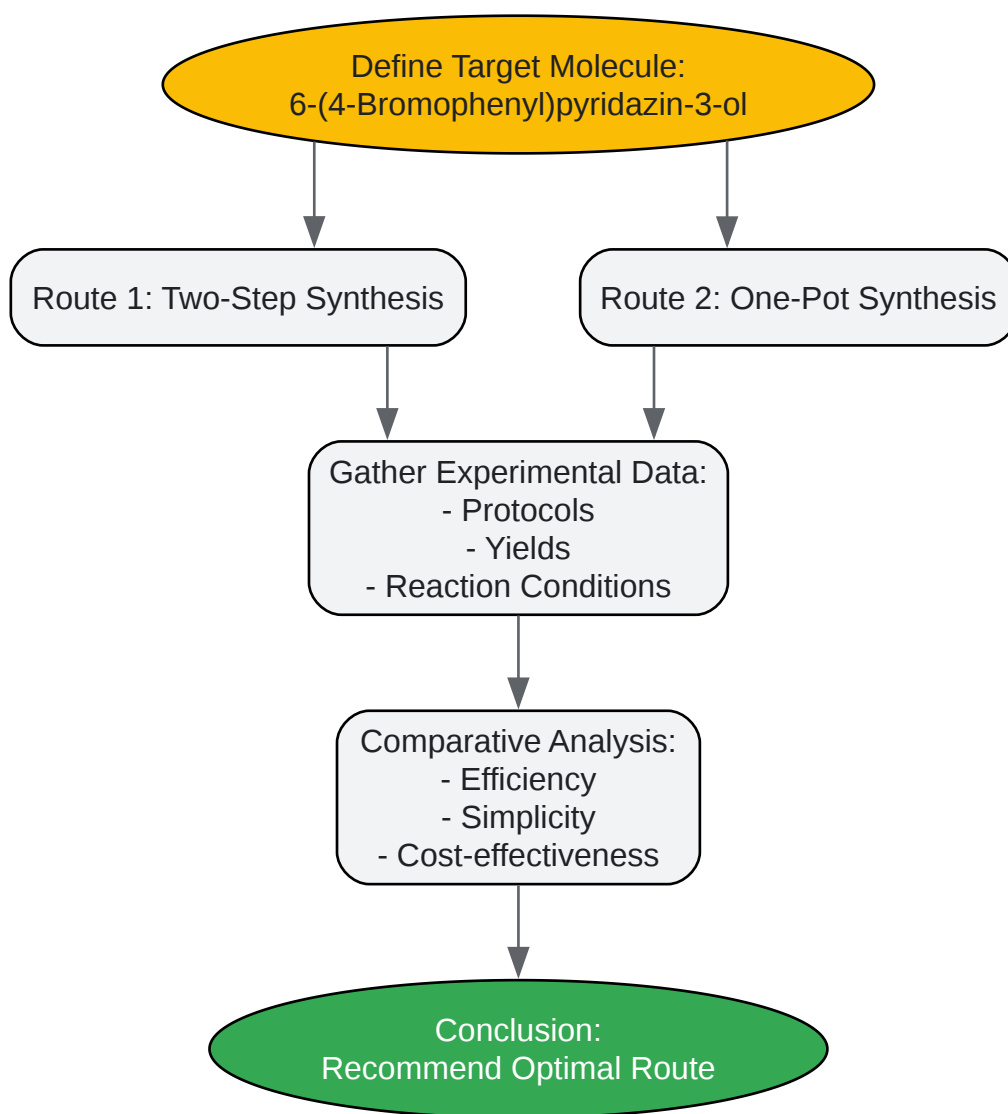 Define Target Molecule:
6-(4-Bromophenyl)pyridazin-3-ol
Route 1: Two-Step Synthesis
Route 2: One-Pot Synthesis
Gather Experimental Data:
- Protocols
- Yields
- Reaction Conditions
Comparative Analysis:
- Efficiency
- Simplicity
- Cost-effectiveness
Conclusion:
Recommend Optimal Route